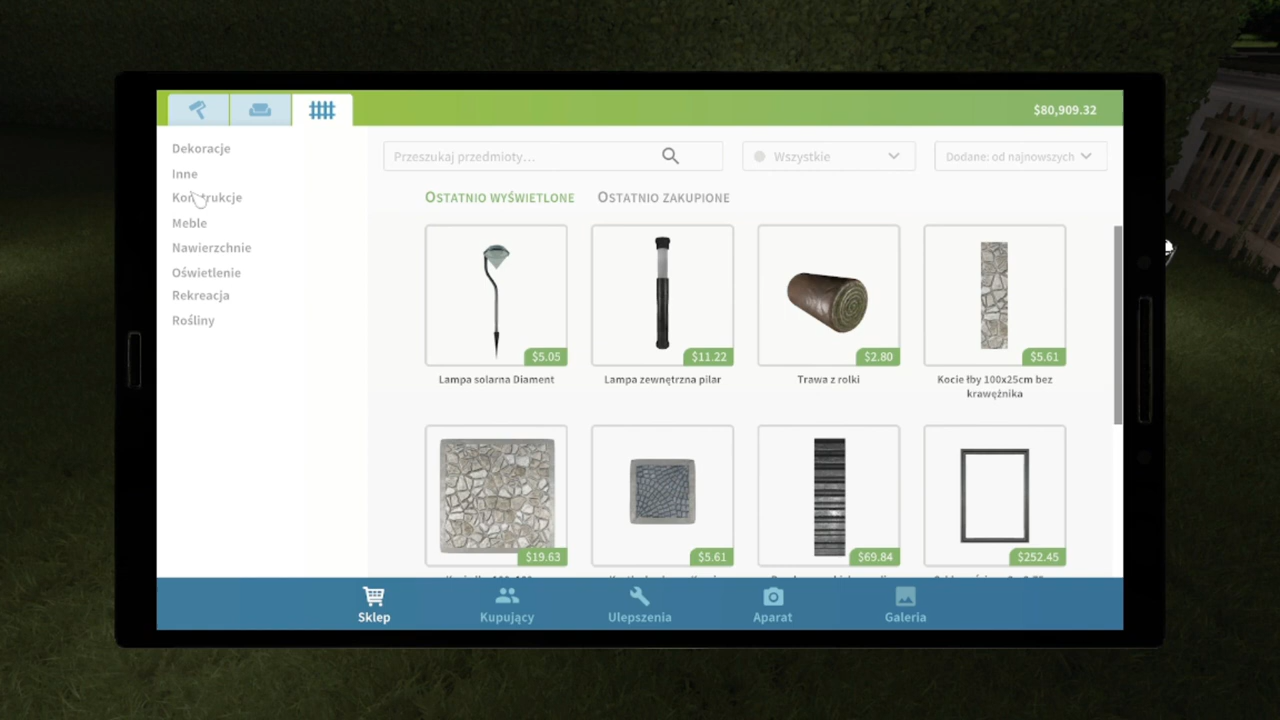 $80,909.32
Dekoracje
Inne
Konstrukcje
Meble
Nawierzchnie
Oświetlenie
Rekreacja
Rośliny
Przeszukaj przedmioty...
Wszystkie
Dodane: od najnowszych
OSTATNIO WYŚWIETLONE
OSTATNIO ZAKUPIONE
$5.05
$11.22
$2.80
$5.61
Lampa solarna Diament
Lampa zewnętrzna pilar
Trawa z rolki
Kocie łby 100x25cm bez
krawężnika
$19.63
$5.61
$69.84
$252.45
Sklep
Kupujący
Ulepszenia
Aparat
Galeria